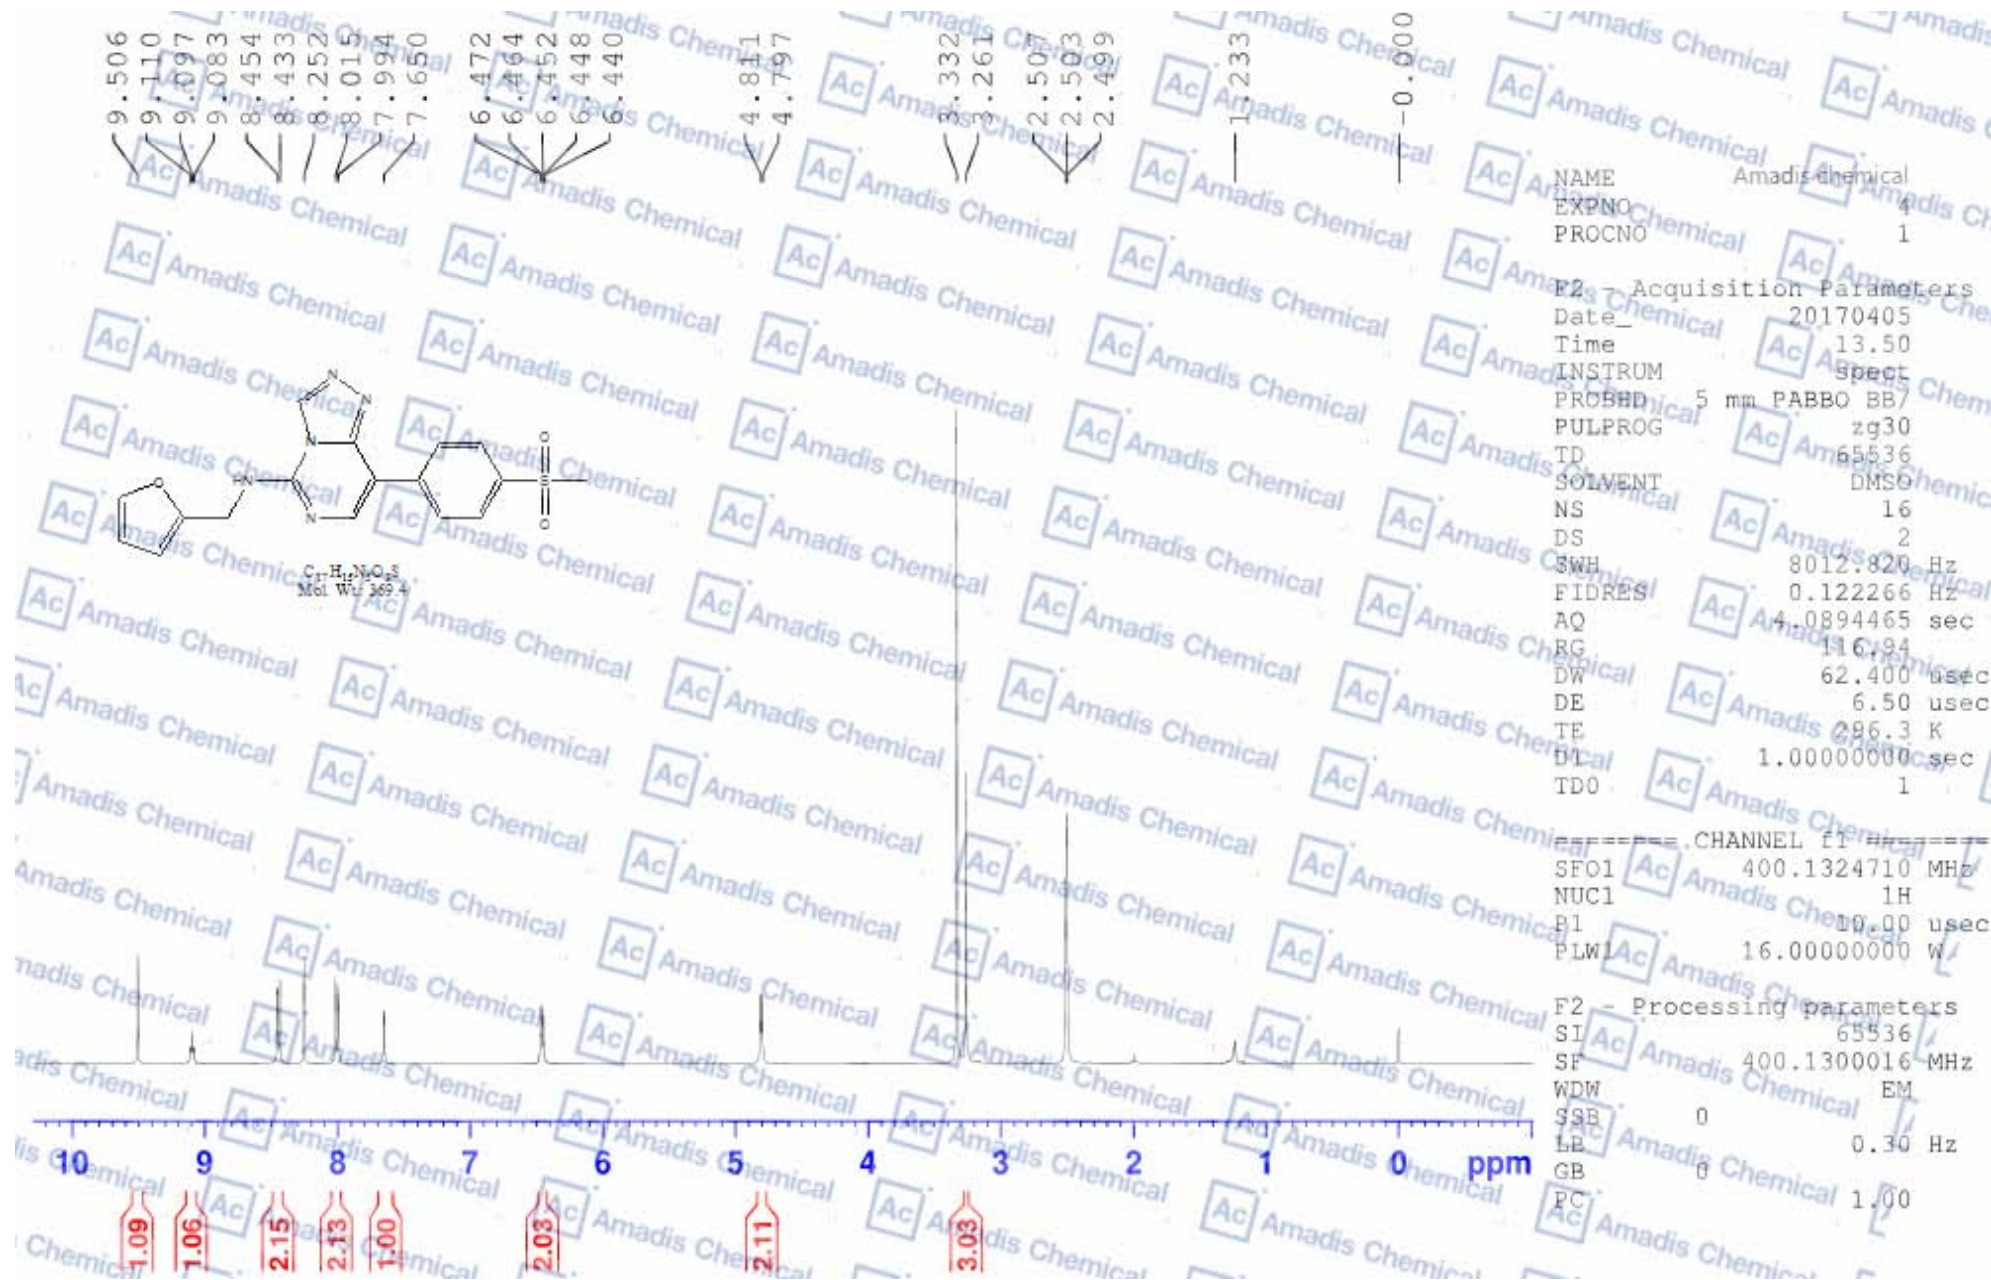 9.506
9.110
9.097
9.083
8.454
8.433
8.252
8.015
7.994
7.650
6.472
6.464
6.452
6.448
6.440
4.811
4.797
3.332
3.261
2.507
2.503
2.499
1.233
-0.000
NAME Amadis-chemical
EXPNO 4
PROCNO 1
F2 - Acquisition Parameters
Date_ 20170405
Time 13.50
INSTRUM spect
PROBHD 5 mm PABBO BB7
PULPROG zg30
TD 65536
SOLVENT DMSO
NS 16
DS 2
SWH 8012.820 Hz
FIDRES 0.122266 Hz
AQ 4.0894465 sec
RG 116.94
DW 62.400 usec
DE 6.50 usec
TE 296.3 K
D1 1.00000000 sec
TD0 1
======= CHANNEL f1 ========
SFO1 400.1324710 MHz
NUC1 1H
P1 10.00 usec
PLW1 16.00000000 W
F2 - Processing parameters
SI 65536
SF 400.1300016 MHz
WDW EM
SSB 0
LB 0.30 Hz
GB 0
PC 1.00
N
N
N
O
HN
N
O
S
O
C17H15N5O3S
Mol. Wt.: 369.4
10 9 8 7 6 5 4 3 2 1 0 ppm
1.09
1.06
2.15
2.13
1.00
2.03
2.11
3.03
Ac Amadis Chemical